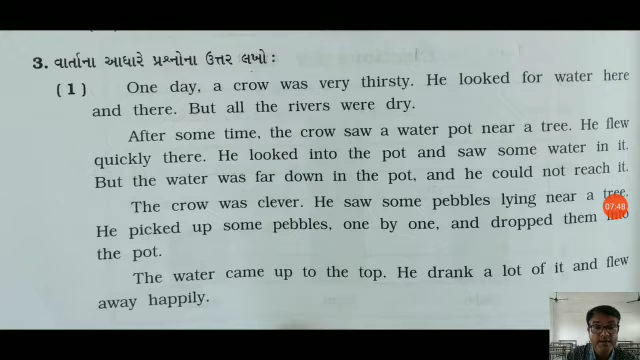 3. વાર્તાના આધારે પ્રશ્નોના ઉત્તર લખો :
(1) One day, a crow was very thirsty. He looked for water here
and there. But all the rivers were dry.
After some time, the crow saw a water pot near a tree. He flew
quickly there. He looked into the pot and saw some water in it.
But the water was far down in the pot, and he could not reach it.
The crow was clever. He saw some pebbles lying near a tree.
07:48
He picked up some pebbles, one by one, and dropped them into
the pot.
The water came up to the top. He drank a lot of it and flew
away happily.